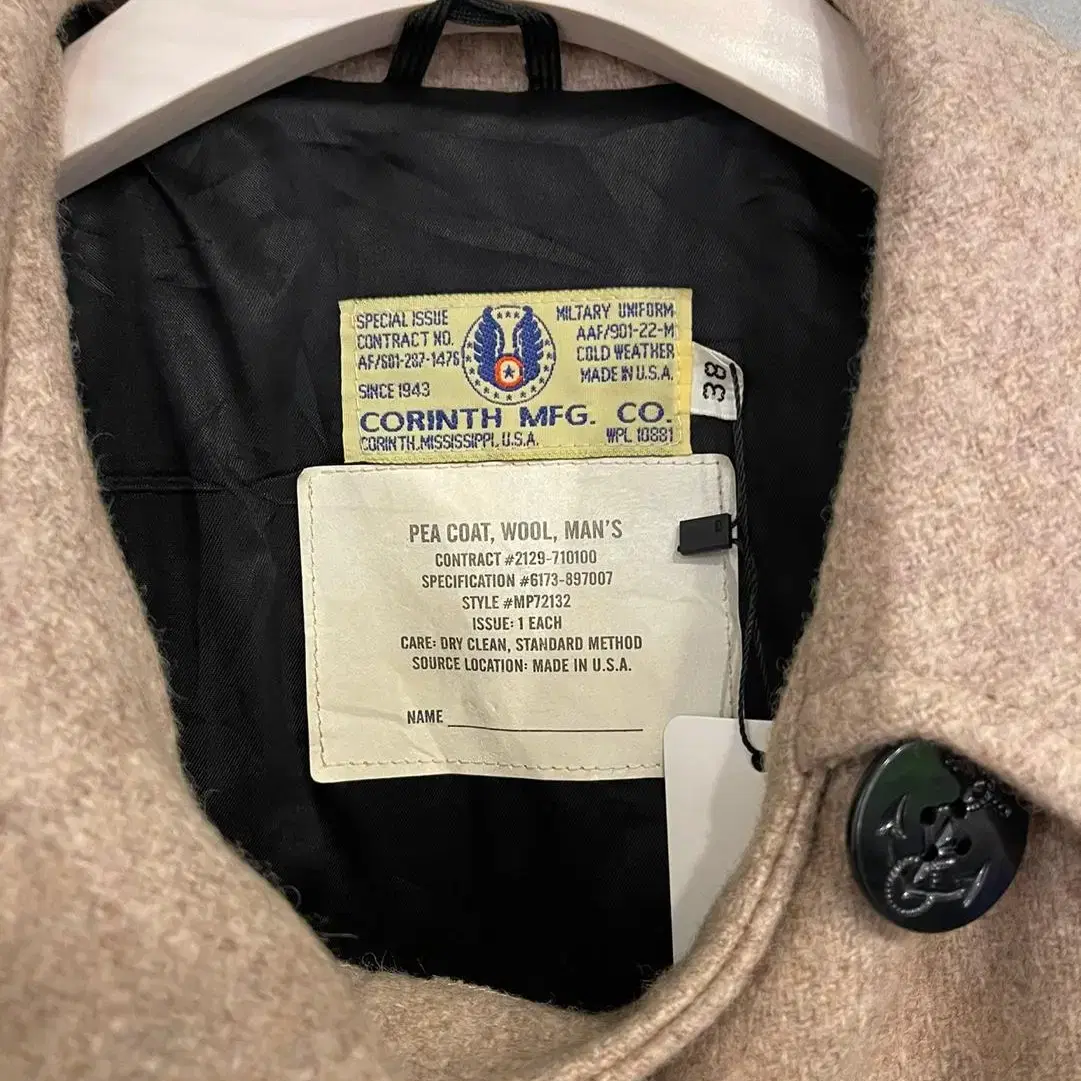 SPECIAL ISSUE
CONTRACT NO.
AF/S01-287-1476
SINCE 1943
MILTARY UNIFORM
AAF/901-22-M
COLD WEATHER
MADE IN U.S.A.
CORINTH MFG. CO.
CORINTH, MISSISSIPPI, U.S.A.
WPL 10881
38
PEA COAT, WOOL, MAN'S
CONTRACT #2129-710100
SPECIFICATION #6173-897007
STYLE #MP72132
ISSUE: 1 EACH
CARE: DRY CLEAN, STANDARD METHOD
SOURCE LOCATION: MADE IN U.S.A.
NAME